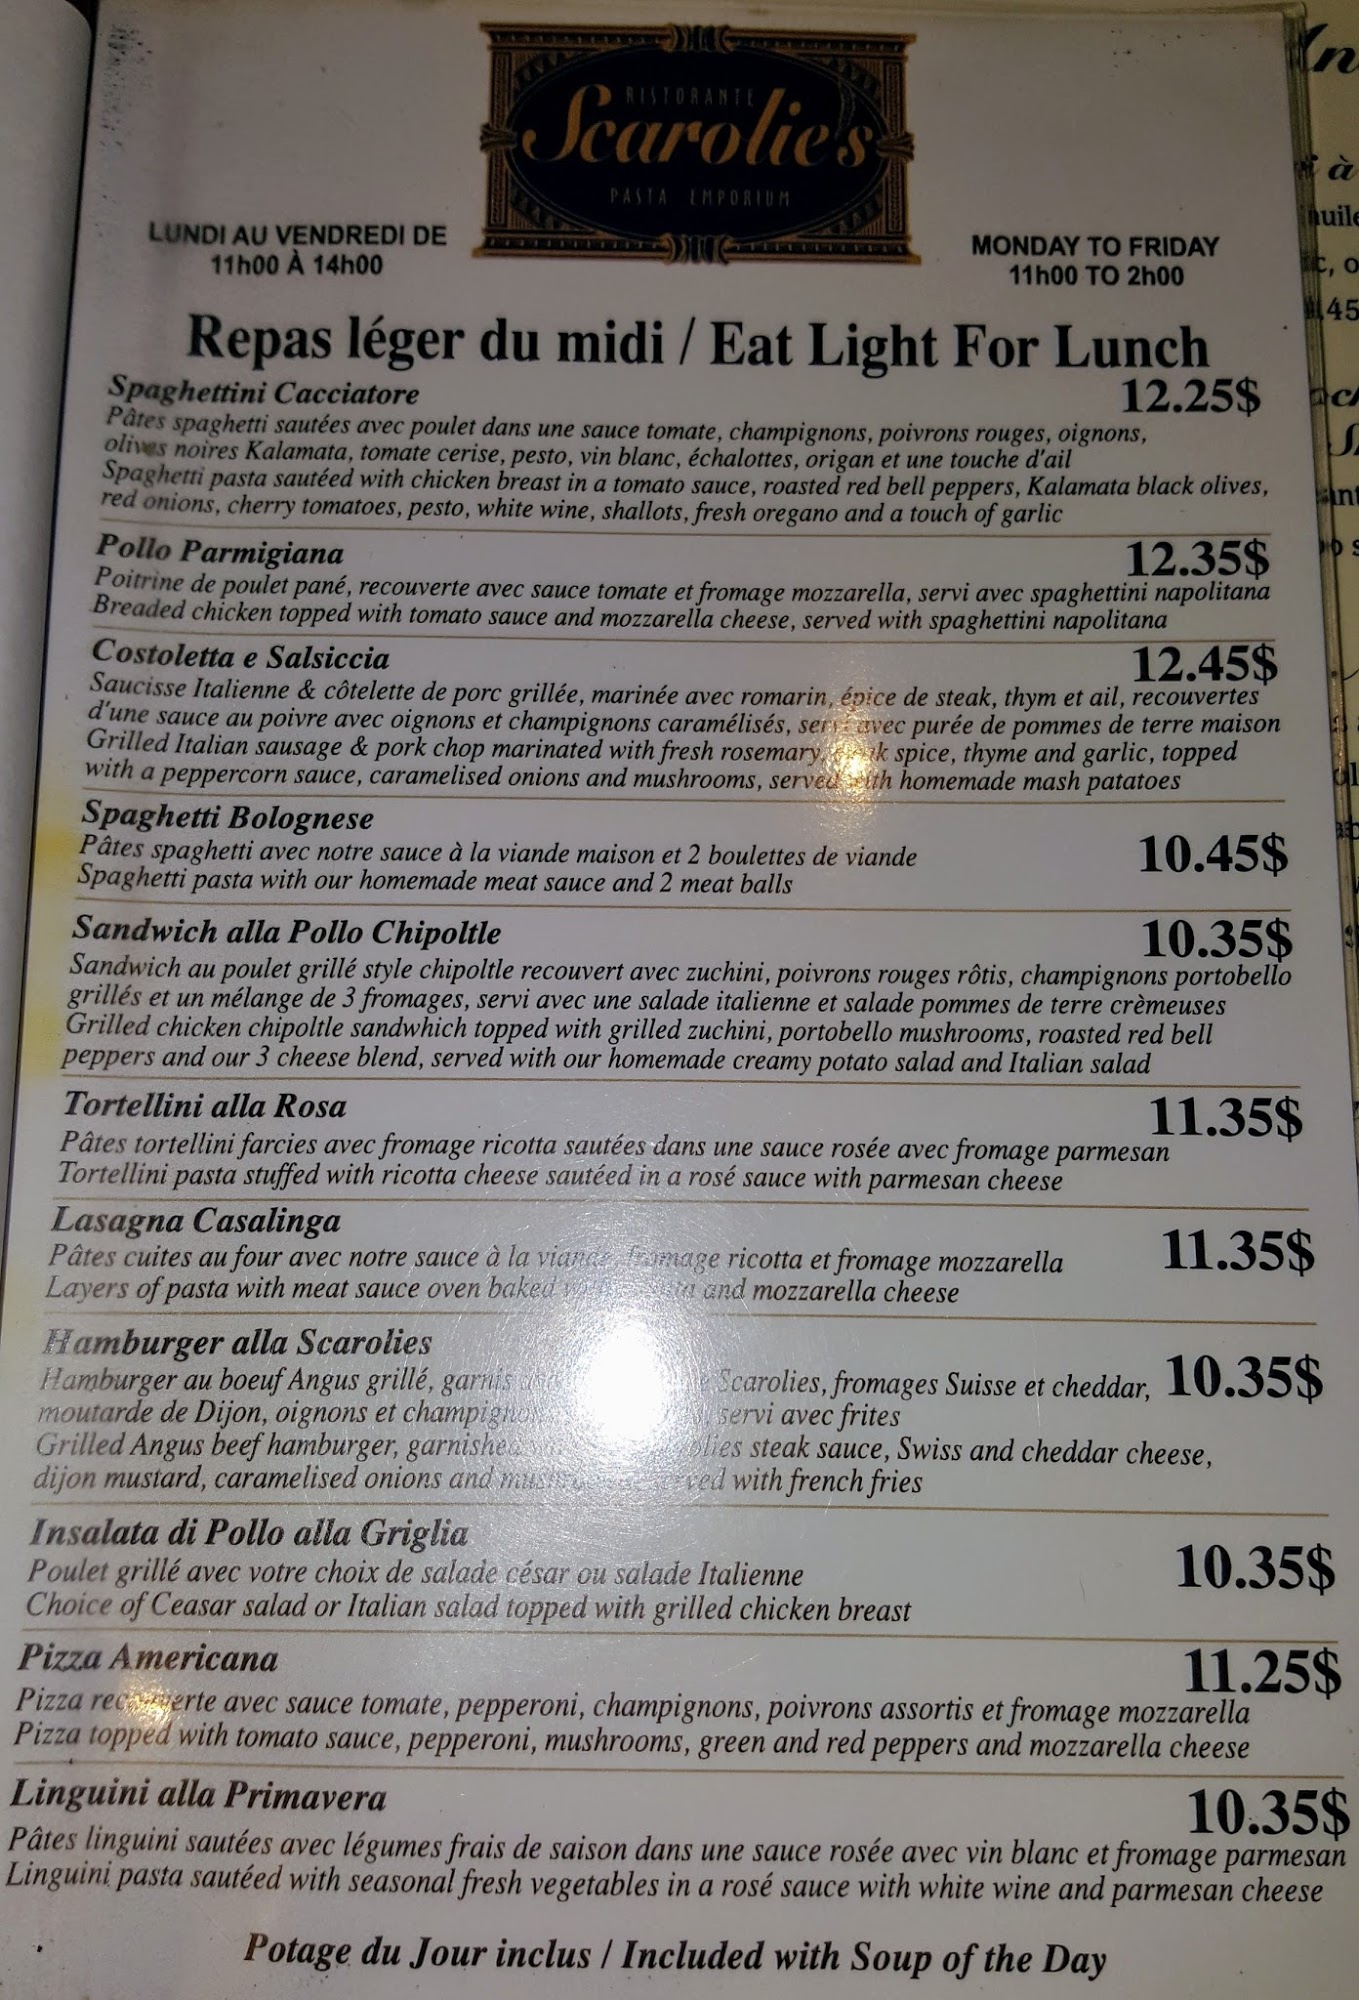 RISTORANTE
Scarolie's
PASTA EMPORIUM
LUNDI AU VENDREDI DE
11h00 À 14h00
MONDAY TO FRIDAY
11h00 TO 2h00
Repas léger du midi / Eat Light For Lunch
Spaghettini Cacciatore 12.25$
Pâtes spaghetti sautées avec poulet dans une sauce tomate, champignons, poivrons rouges, oignons,
olives noires Kalamata, tomate cerise, pesto, vin blanc, échalottes, origan et une touche d'ail
Spaghetti pasta sautéed with chicken breast in a tomato sauce, roasted red bell peppers, Kalamata black olives,
red onions, cherry tomatoes, pesto, white wine, shallots, fresh oregano and a touch of garlic
Pollo Parmigiana 12.35$
Poitrine de poulet pané, recouverte avec sauce tomate et fromage mozzarella, servi avec spaghettini napolitana
Breaded chicken topped with tomato sauce and mozzarella cheese, served with spaghettini napolitana
Costoletta e Salsiccia 12.45$
Saucisse Italienne & côtelette de porc grillée, marinée avec romarin, épice de steak, thym et ail, recouvertes
d'une sauce au poivre avec oignons et champignons caramélisés, servi avec purée de pommes de terre maison
Grilled Italian sausage & pork chop marinated with fresh rosemary, steak spice, thyme and garlic, topped
with a peppercorn sauce, caramelised onions and mushrooms, served with homemade mash patatoes
Spaghetti Bolognese
Pâtes spaghetti avec notre sauce à la viande maison et 2 boulettes de viande 10.45$
Spaghetti pasta with our homemade meat sauce and 2 meat balls
Sandwich alla Pollo Chipoltle 10.35$
Sandwich au poulet grillé style chipoltle recouvert avec zuchini, poivrons rouges rôtis, champignons portobello
grillés et un mélange de 3 fromages, servi avec une salade italienne et salade pommes de terre crèmeuses
Grilled chicken chipoltle sandwhich topped with grilled zuchini, portobello mushrooms, roasted red bell
peppers and our 3 cheese blend, served with our homemade creamy potato salad and Italian salad
Tortellini alla Rosa 11.35$
Pâtes tortellini farcies avec fromage ricotta sautées dans une sauce rosée avec fromage parmesan
Tortellini pasta stuffed with ricotta cheese sautéed in a rosé sauce with parmesan cheese
Lasagna Casalinga
Pâtes cuites au four avec notre sauce à la viande, fromage ricotta et fromage mozzarella 11.35$
Layers of pasta with meat sauce oven baked and mozzarella cheese
Hamburger alla Scarolies
Hamburger au boeuf Angus grillé, garnis Scarolies, fromages Suisse et cheddar, 10.35$
moutarde de Dijon, oignons et servi avec frites
Grilled Angus beef hamburger, garnished steak sauce, Swiss and cheddar cheese,
dijon mustard, caramelised onions and with french fries
Insalata di Pollo alla Griglia
Poulet grillé avec votre choix de salade césar ou salade Italienne 10.35$
Choice of Ceasar salad or Italian salad topped with grilled chicken breast
Pizza Americana 11.25$
Pizza recouverte avec sauce tomate, pepperoni, champignons, poivrons assortis et fromage mozzarella
Pizza topped with tomato sauce, pepperoni, mushrooms, green and red peppers and mozzarella cheese
Linguini alla Primavera 10.35$
Pâtes linguini sautées avec légumes frais de saison dans une sauce rosée avec vin blanc et fromage parmesan
Linguini pasta sautéed with seasonal fresh vegetables in a rosé sauce with white wine and parmesan cheese
Potage du Jour inclus / Included with Soup of the Day